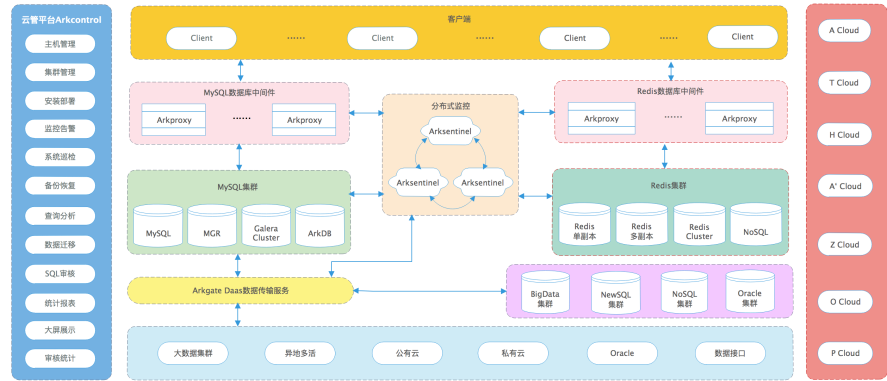 云管平台Arkcontrol
主机管理
集群管理
安装部署
监控告警
系统巡检
备份恢复
查询分析
数据迁移
SQL审核
统计报表
大屏展示
审核统计
客户端
Client
......
Client
......
Client
......
Client
MySQL数据库中间件
Arkproxy
......
Arkproxy
分布式监控
Arksentinel
Arksentinel
Arksentinel
Redis数据库中间件
Arkproxy
......
Arkproxy
MySQL集群
MySQL
MGR
Galera
Cluster
ArkDB
Redis集群
Redis
单副本
Redis
多副本
Redis
Cluster
NoSQL
Arkgate Daas数据传输服务
BigData
集群
NewSQL
集群
NoSQL
集群
Oracle
集群
大数据集群
异地多活
公有云
私有云
Oracle
数据接口
A Cloud
T Cloud
H Cloud
A' Cloud
Z Cloud
O Cloud
P Cloud